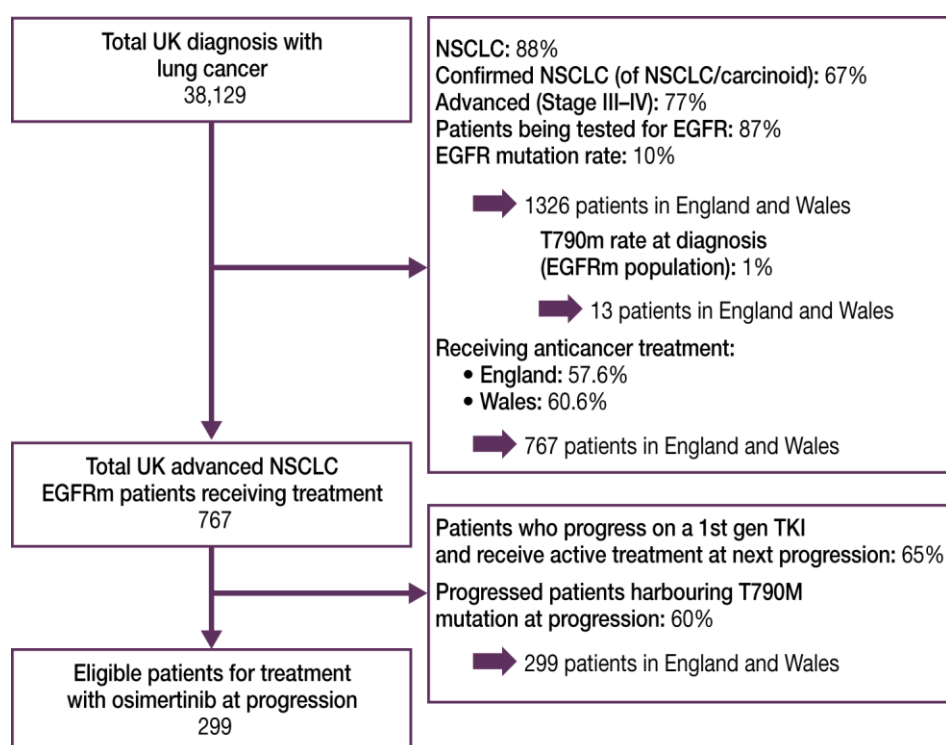 Total UK diagnosis with
lung cancer
38,129
NSCLC: 88%
Confirmed NSCLC (of NSCLC/carcinoid): 67%
Advanced (Stage III–IV): 77%
Patients being tested for EGFR: 87%
EGFR mutation rate: 10%
1326 patients in England and Wales
T790m rate at diagnosis
(EGFRm population): 1%
13 patients in England and Wales
Receiving anticancer treatment:
• England: 57.6%
• Wales: 60.6%
767 patients in England and Wales
Total UK advanced NSCLC
EGFRm patients receiving treatment
767
Patients who progress on a 1st gen TKI
and receive active treatment at next progression: 65%
Progressed patients harbouring T790M
mutation at progression: 60%
299 patients in England and Wales
Eligible patients for treatment
with osimertinib at progression
299